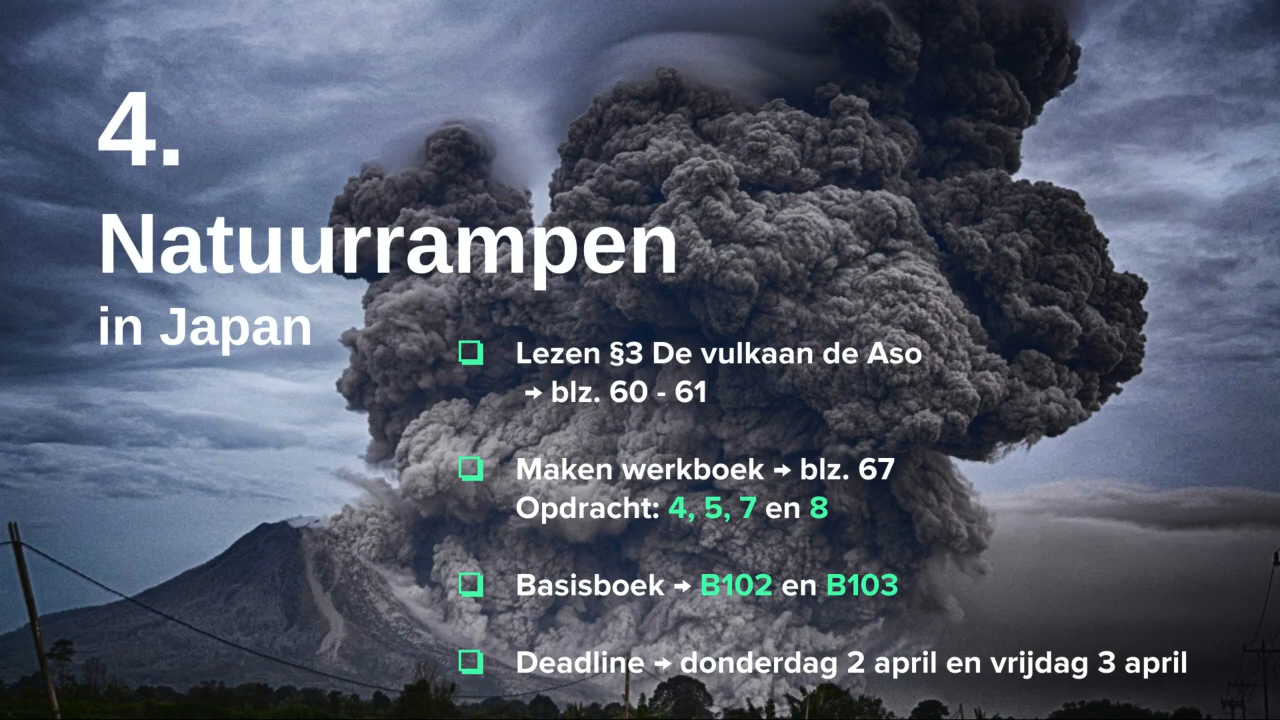 4.
Natuurrampen
in Japan
❑ Lezen §3 De vulkaan de Aso
→ blz. 60 - 61
❑ Maken werkboek → blz. 67
Opdracht: 4, 5, 7 en 8
❑ Basisboek → B102 en B103
❑ Deadline → donderdag 2 april en vrijdag 3 april